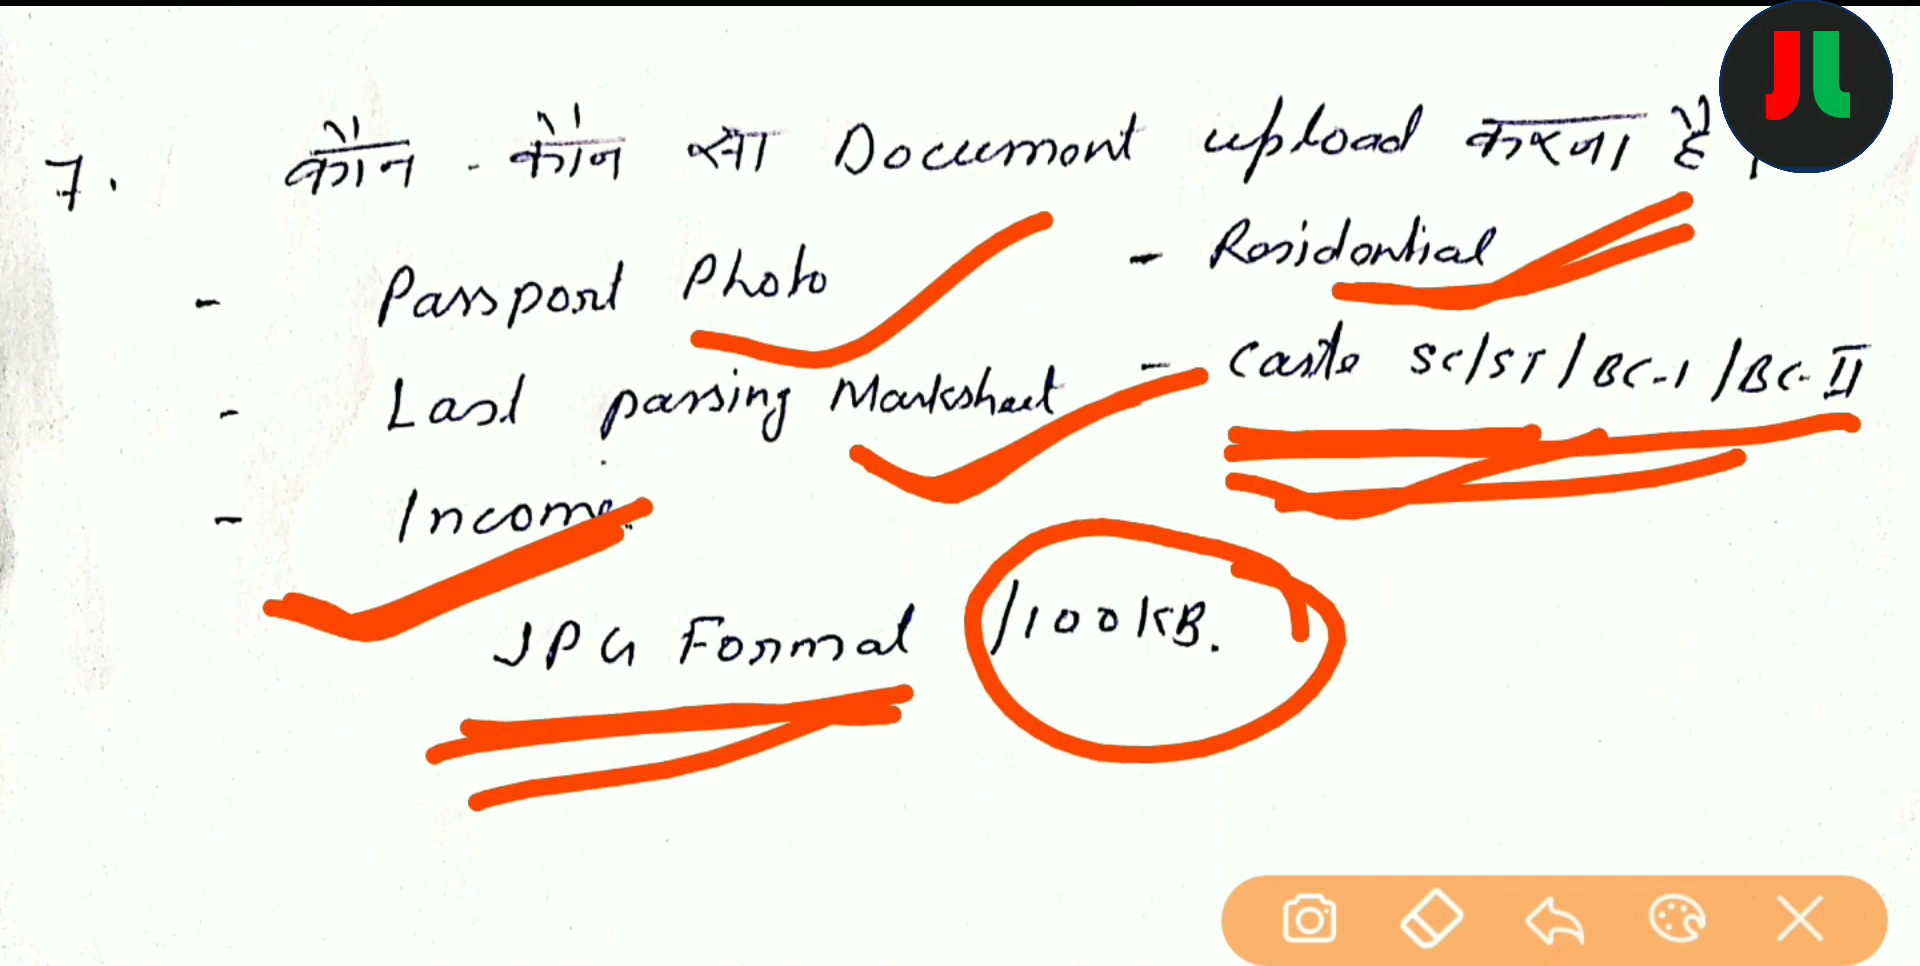 7. कौन - कौन सा Document upload करना है ।
- Passport Photo
- Residential
- Last passing Marksheet
- Caste SC/ST/BC-1/BC-II
- Income
JPG Format /100KB.
JL